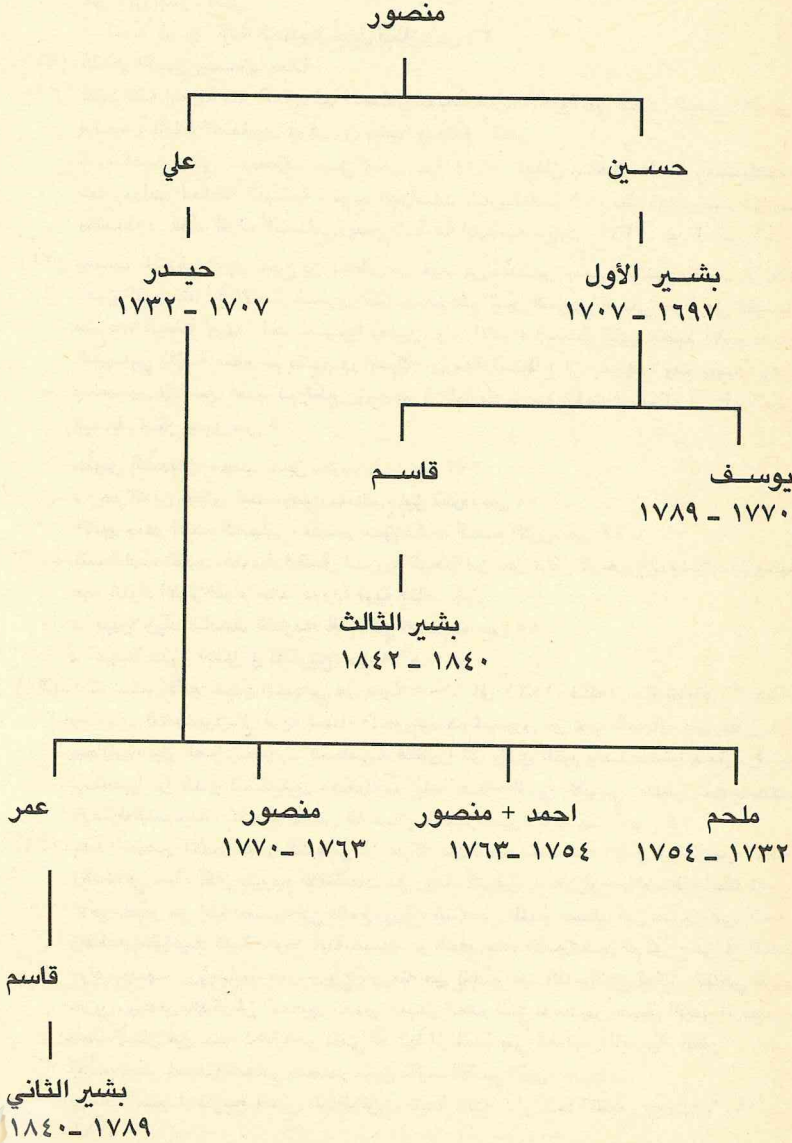 منصور
حسين
علي
بشير الأول
١٦٩٧ – ١٧٠٧
حيدر
١٧٠٧ – ١٧٣٢
يوسف
١٧٧٠ – ١٧٨٩
قاسم
بشير الثالث
١٨٤٠ – ١٨٤٢
ملحم
١٧٣٢ – ١٧٥٤
احمد + منصور
١٧٥٤ – ١٧٦٣
منصور
١٧٦٣ – ١٧٧٠
عمر
قاسم
بشير الثاني
١٧٨٩ – ١٨٤٠